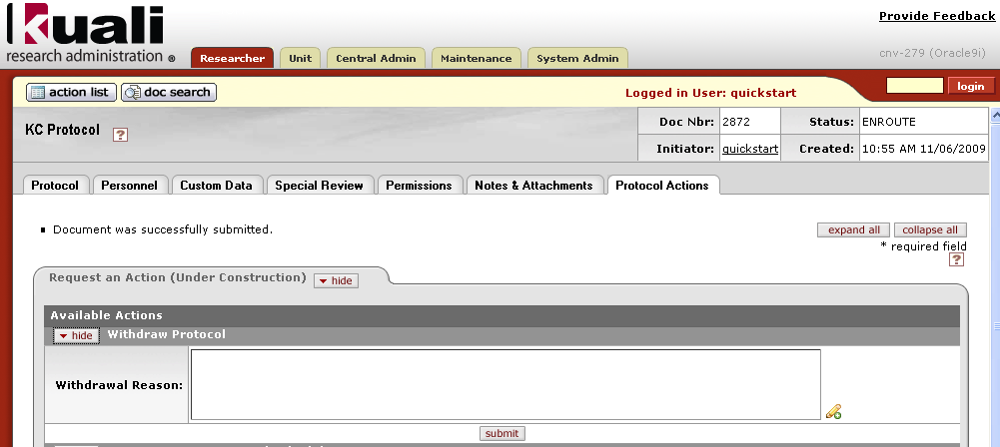 Kuali
research administration ®
Provide Feedback
cnv-279 (Oracle9i)
Researcher Unit Central Admin Maintenance System Admin
action list doc search Logged in User: quickstart login
KC Protocol ? Doc Nbr: 2872 Status: ENROUTE
Initiator: quickstart Created: 10:55 AM 11/06/2009
Protocol Personnel Custom Data Special Review Permissions Notes & Attachments Protocol Actions
Document was successfully submitted. expand all collapse all
* required field
?
Request an Action (Under Construction) hide
Available Actions
hide Withdraw Protocol
Withdrawal Reason:
submit